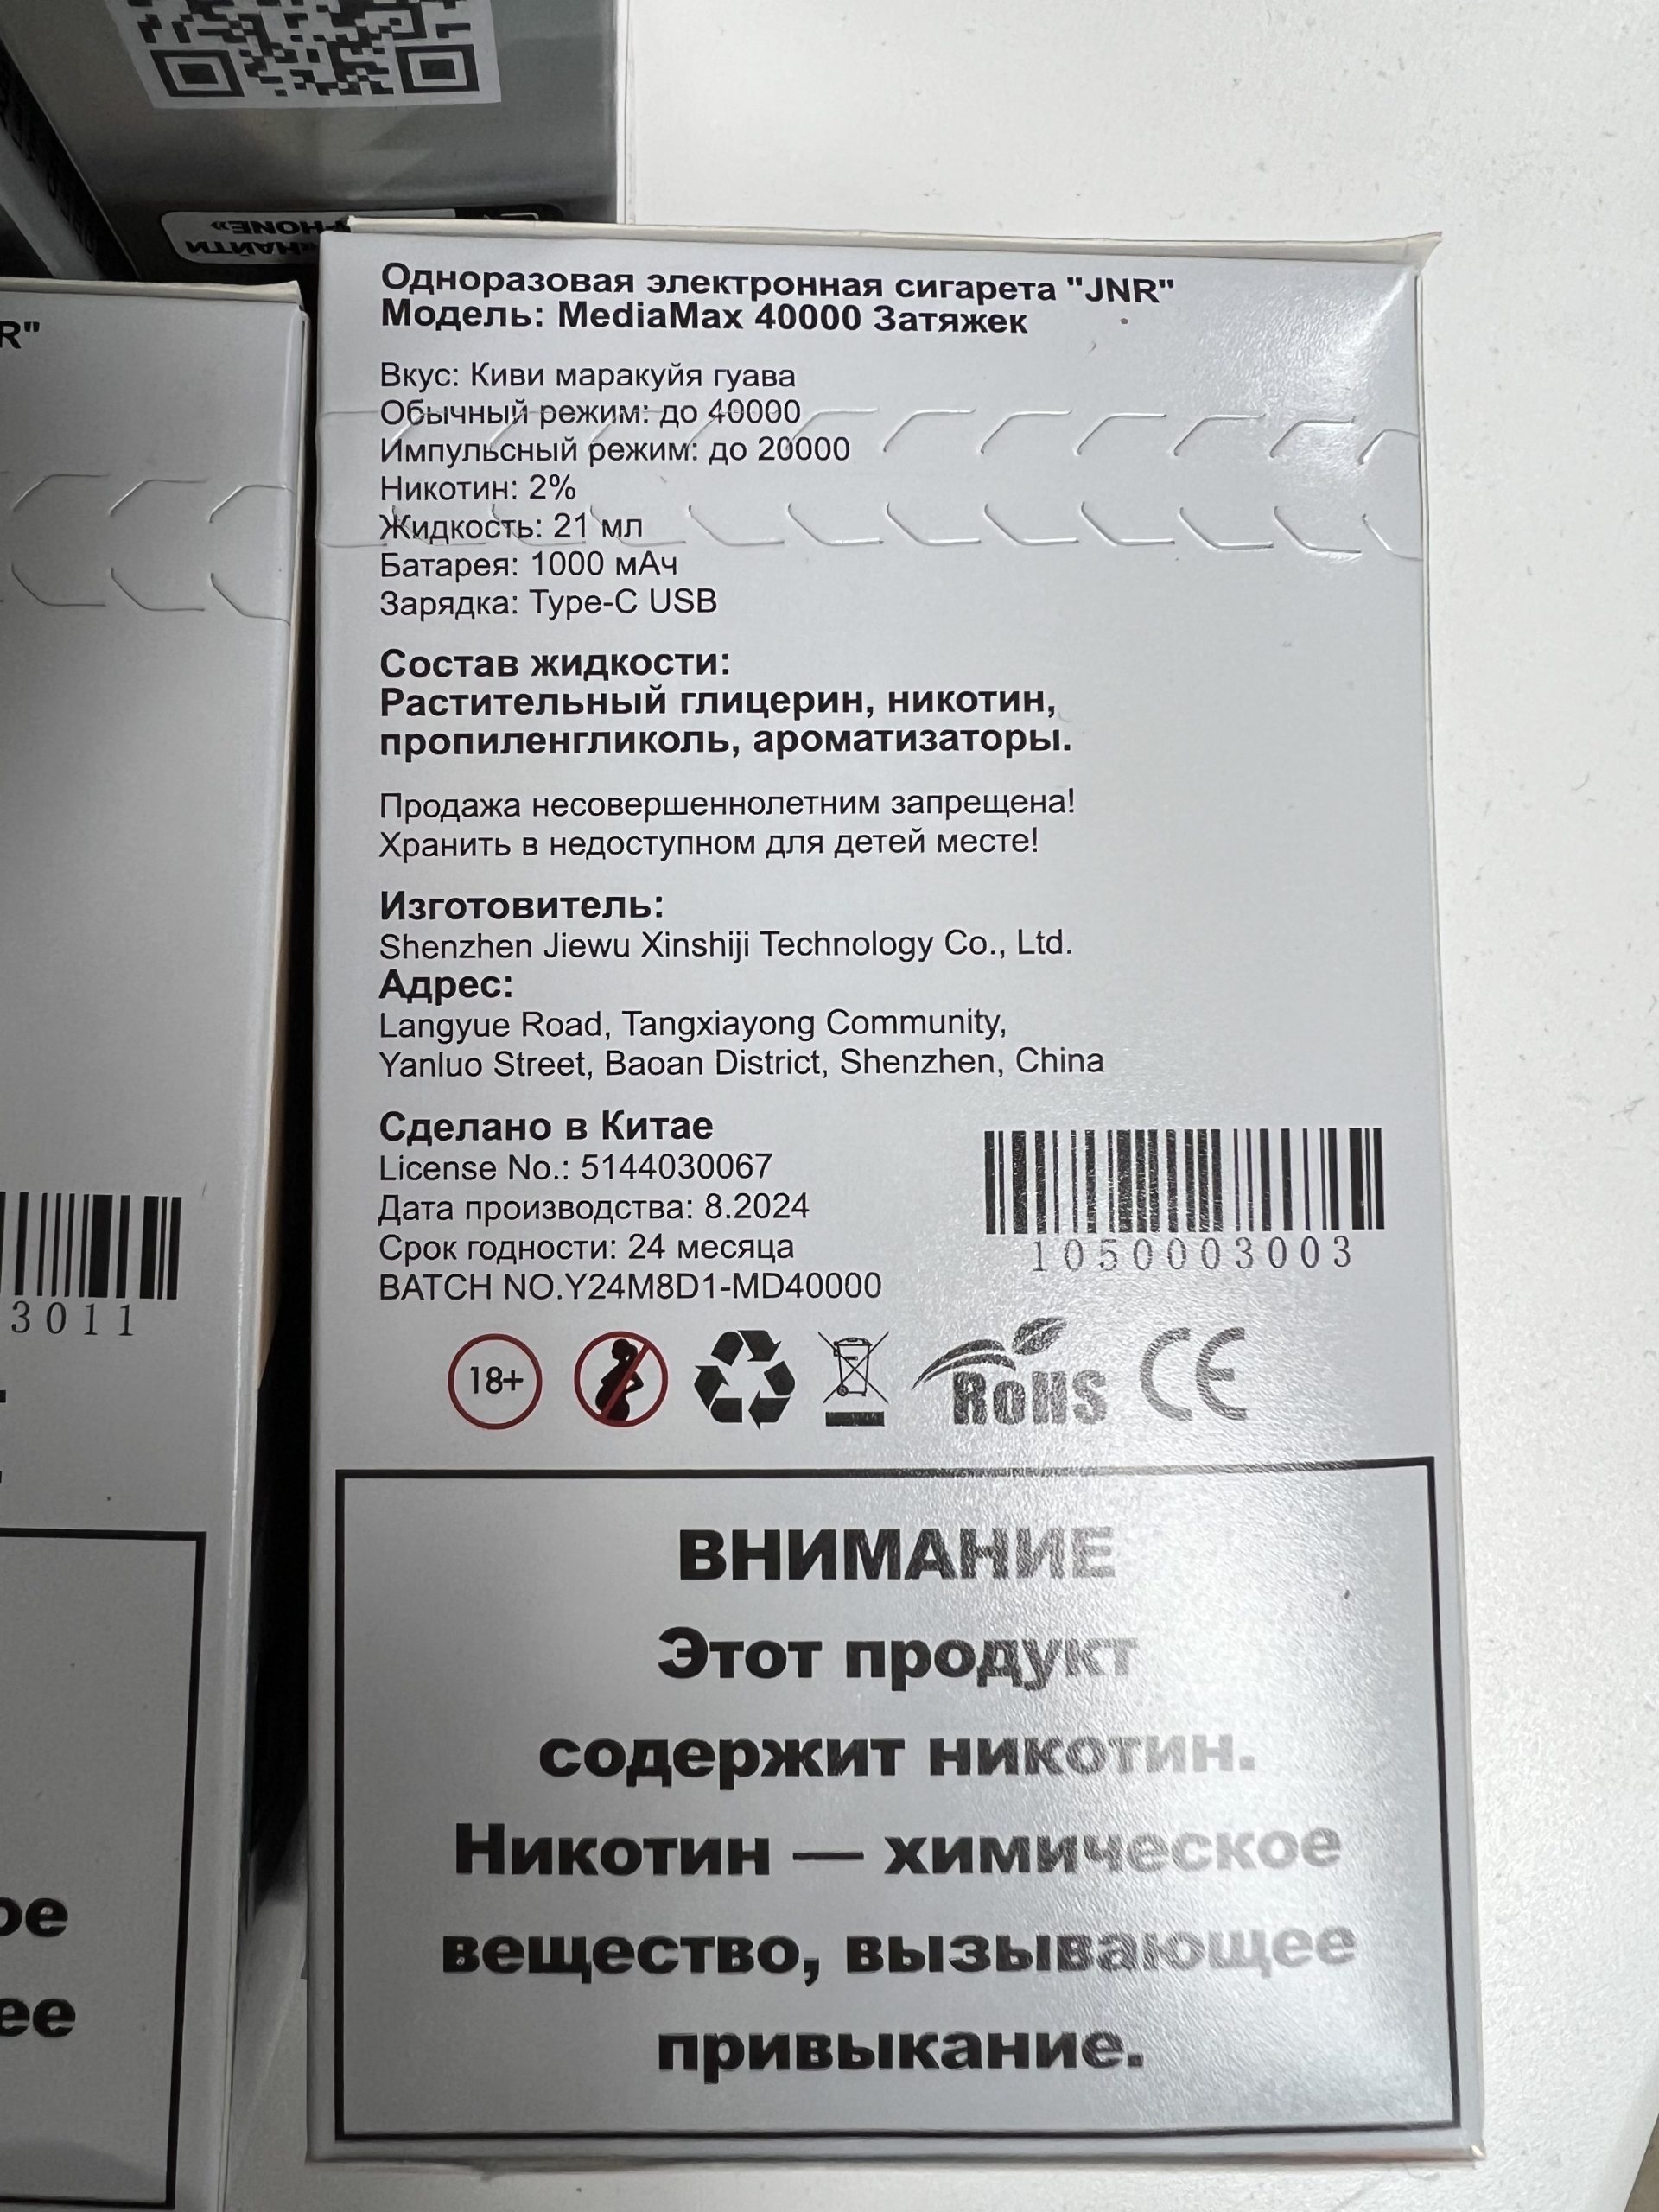 «НАЙТИ
PHONE»
R"
3011
ое
ее
Одноразовая электронная сигарета "JNR"
Модель: MediaMax 40000 Затяжек
Вкус: Киви маракуйя гуава
Обычный режим: до 40000
Импульсный режим: до 20000
Никотин: 2%
Жидкость: 21 мл
Батарея: 1000 мАч
Зарядка: Type-C USB
Состав жидкости:
Растительный глицерин, никотин,
пропиленгликоль, ароматизаторы.
Продажа несовершеннолетним запрещена!
Хранить в недоступном для детей месте!
Изготовитель:
Shenzhen Jiewu Xinshiji Technology Co., Ltd.
Адрес:
Langyue Road, Tangxiayong Community,
Yanluo Street, Baoan District, Shenzhen, China
Сделано в Китае
License No.: 5144030067
Дата производства: 8.2024
Срок годности: 24 месяца
BATCH NO.Y24M8D1-MD40000
1050003003
18+
RoHS CE
ВНИМАНИЕ
Этот продукт
содержит никотин.
Никотин — химическое
вещество, вызывающее
привыкание.